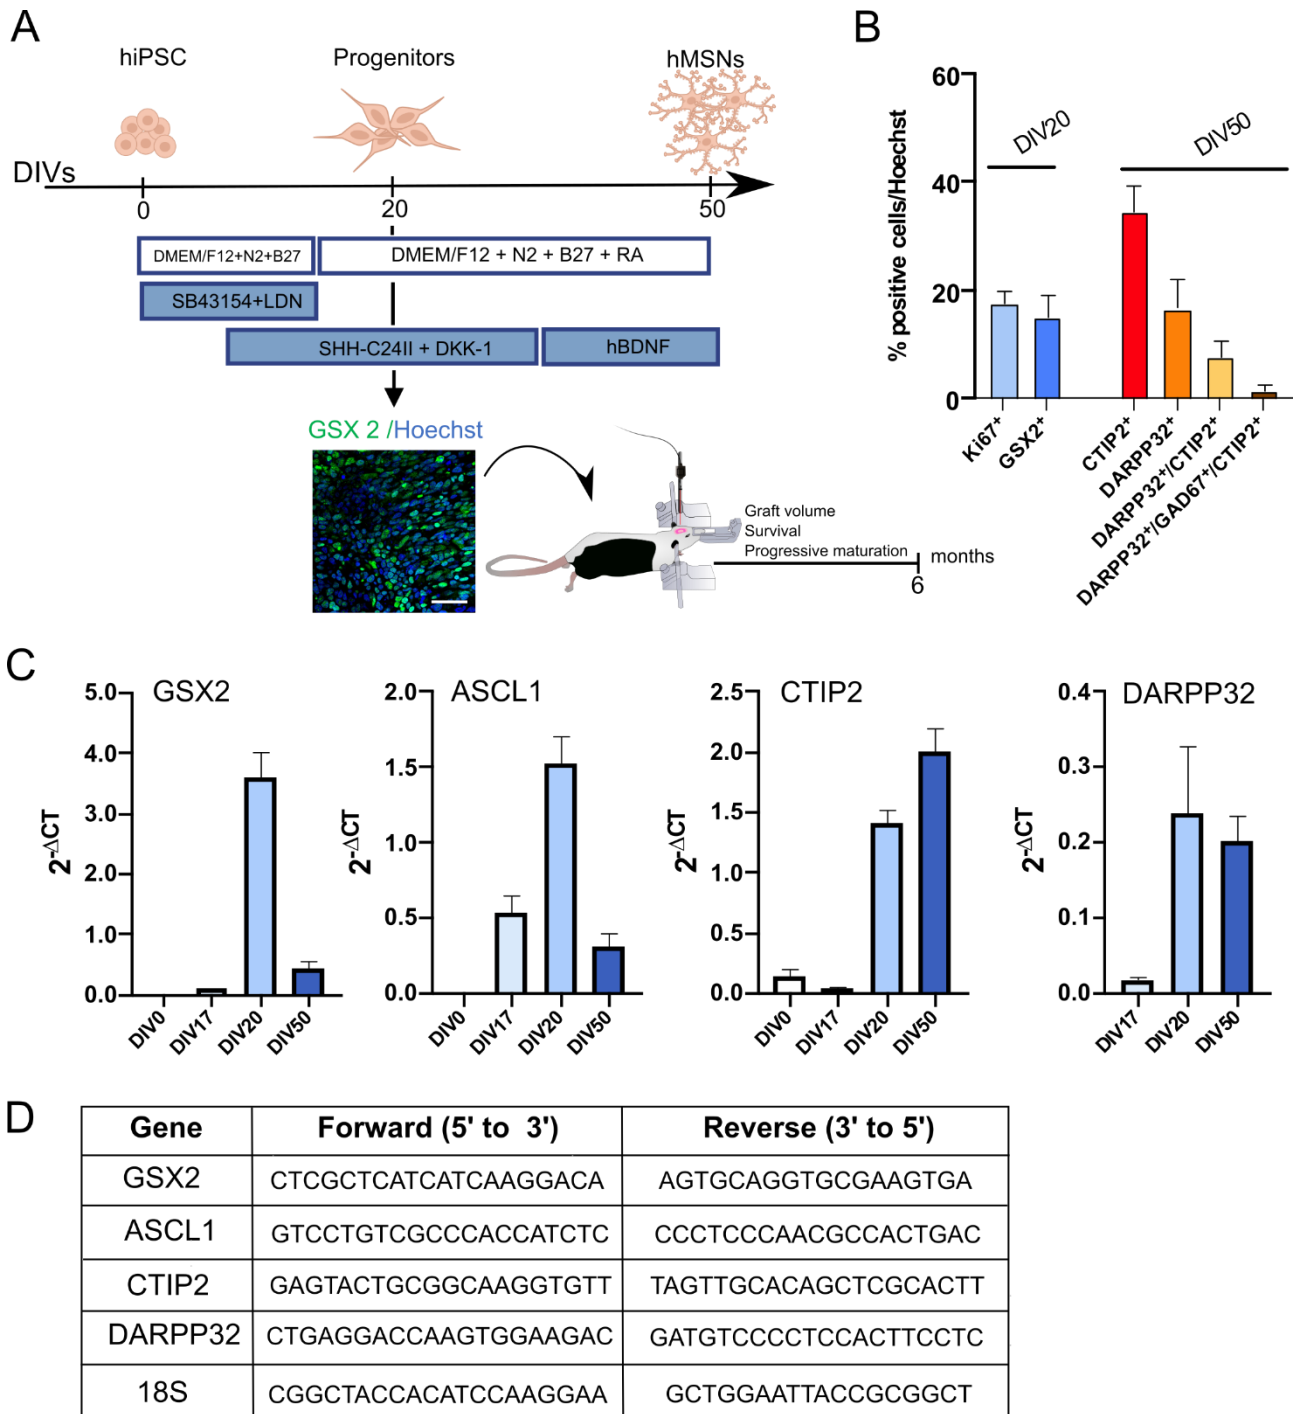 A
hiPSC
Progenitors
hMSNs
DIVs
0
20
50
DMEM/F12+N2+B27
DMEM/F12 + N2 + B27 + RA
SB43154+LDN
SHH-C24II + DKK-1
hBDNF
GSX 2 /Hoechst
Graft volume
Survival
Progressive maturation
months
6
B
% positive cells/Hoechst
60
40
20
0
DIV20
DIV50
Ki67+
GSX2+
CTIP2+
DARPP32+
DARPP32+/CTIP2+
DARPP32+/GAD67+/CTIP2+
C
GSX2
2-ΔCT
5.0
4.0
3.0
2.0
1.0
0.0
DIV0
DIV17
DIV20
DIV50
ASCL1
2-ΔCT
2.0
1.5
1.0
0.5
0.0
DIV0
DIV17
DIV20
DIV50
CTIP2
2-ΔCT
2.5
2.0
1.5
1.0
0.5
0.0
DIV0
DIV17
DIV20
DIV50
DARPP32
2-ΔCT
0.4
0.3
0.2
0.1
0.0
DIV17
DIV20
DIV50
D
Gene Forward (5' to 3') Reverse (3' to 5')
GSX2 CTCGCTCATCATCAAGGACA AGTGCAGGTGCGAAGTGA
ASCL1 GTCCTGTCGCCCACCATCTC CCCTCCCAACGCCACTGAC
CTIP2 GAGTACTGCGGCAAGGTGTT TAGTTGCACAGCTCGCACTT
DARPP32 CTGAGGACCAAGTGGAAGAC GATGTCCCCTCCACTTCCTC
18S CGGCTACCACATCCAAGGAA GCTGGAATTACCGCGGCT